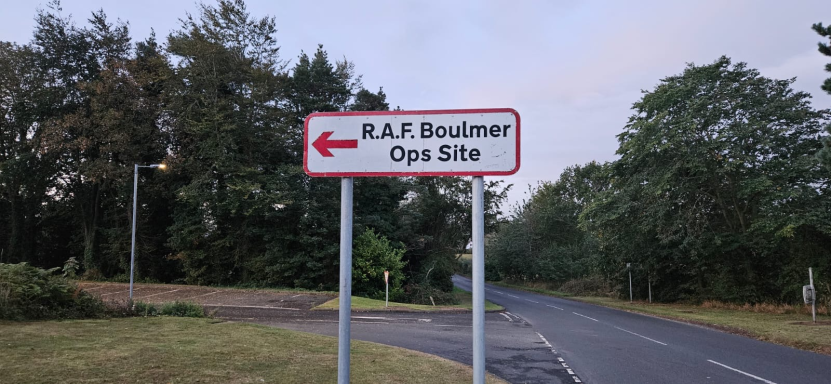 R.A.F. Boulmer
Ops Site